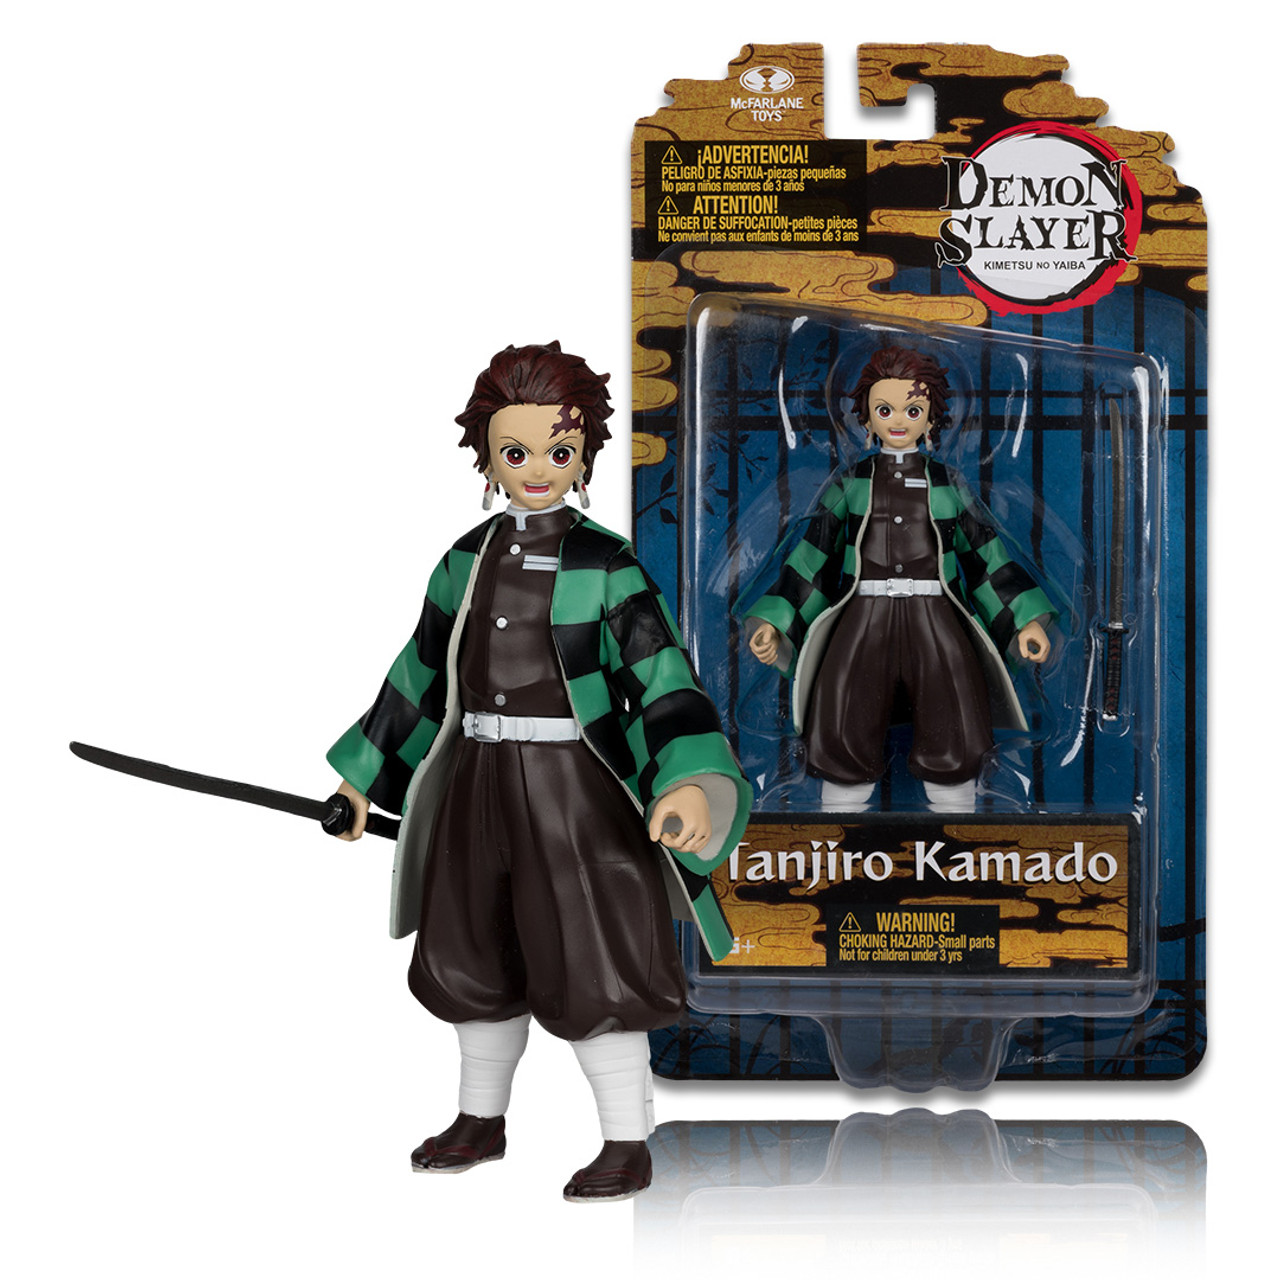 McFARLANE
TOYS
¡ADVERTENCIA!
PELIGRO DE ASFIXIA-piezas pequeñas
No para niños menores de 3 años
ATTENTION!
DANGER DE SUFFOCATION-petites pièces
Ne convient pas aux enfants de moins de 3 ans
DEMON
SLAYER
KIMETSU NO YAIBA
Tanjiro Kamado
WARNING!
CHOKING HAZARD-Small parts
Not for children under 3 yrs